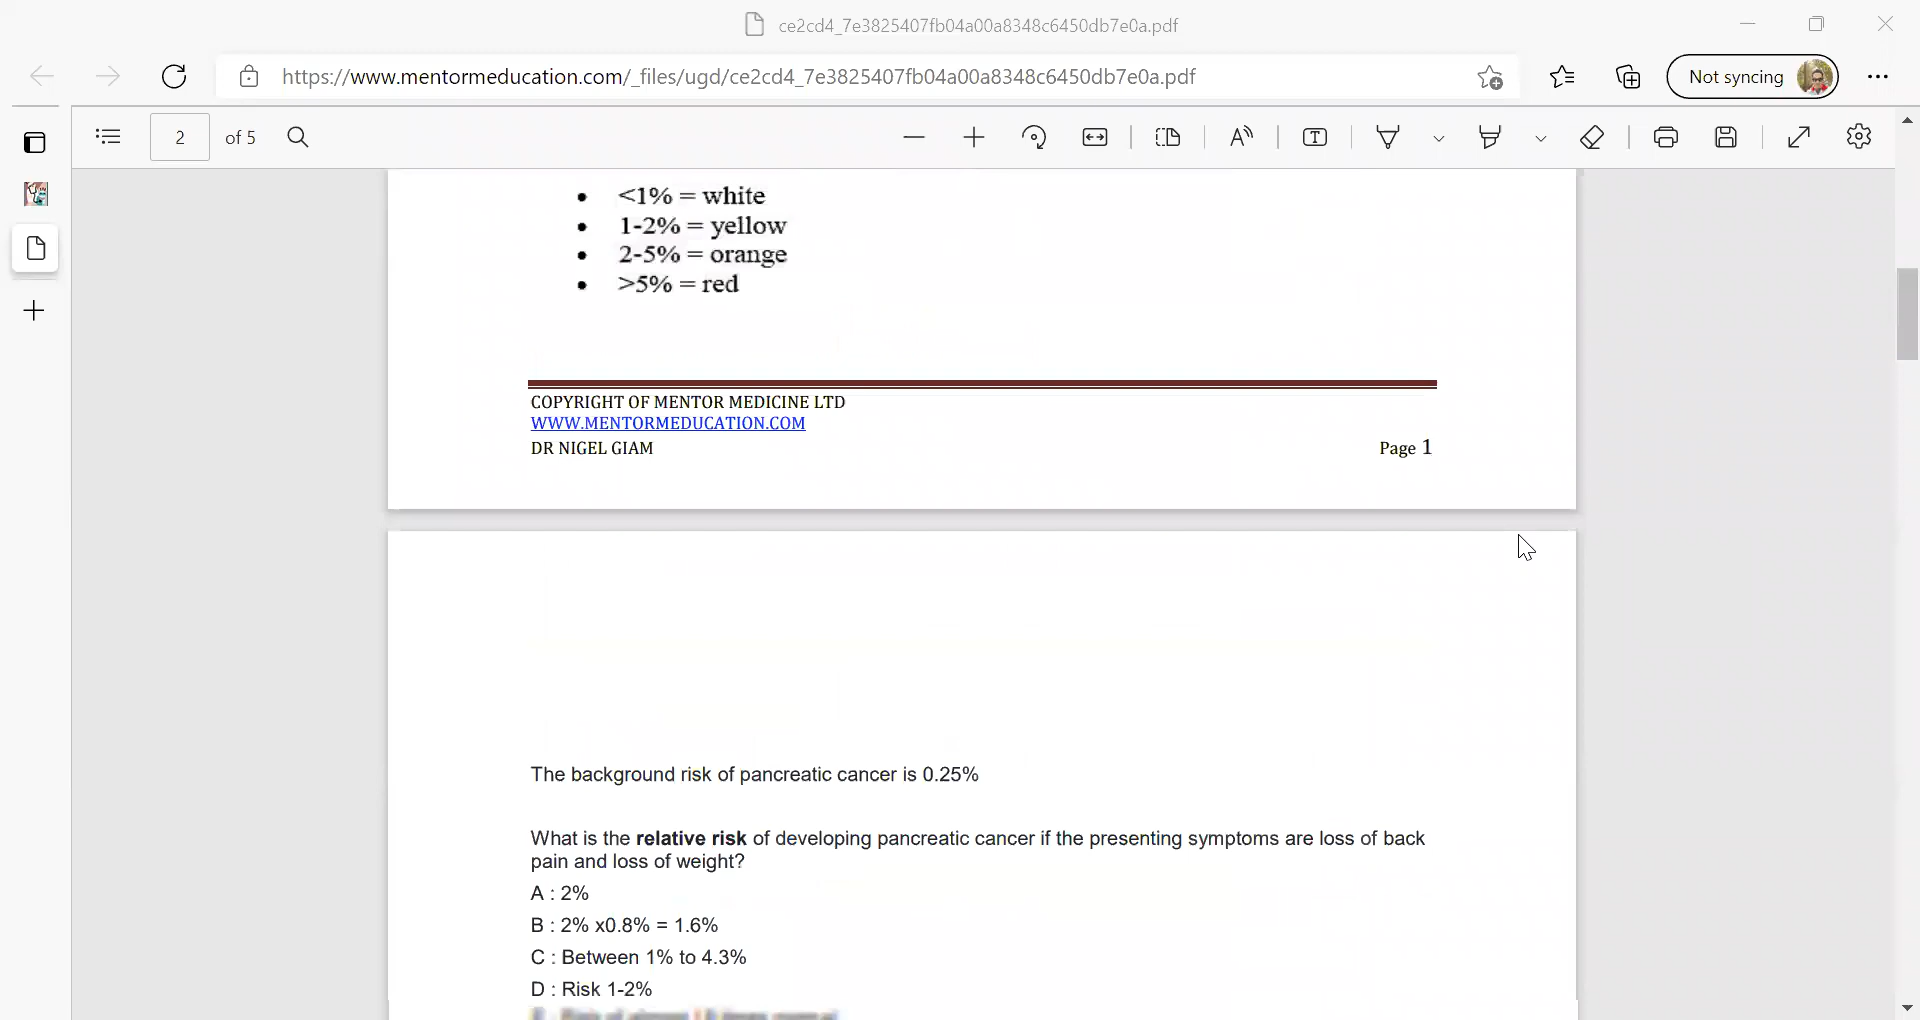 ce2cd4_7e3825407fb04a00a8348c6450db7e0a.pdf
https://www.mentormeducation.com/_files/ugd/ce2cd4_7e3825407fb04a00a8348c6450db7e0a.pdf
Not syncing
2 of 5
• <1% = white
• 1-2% = yellow
• 2-5% = orange
• >5% = red
COPYRIGHT OF MENTOR MEDICINE LTD
WWW.MENTORMEDUCATION.COM
DR NIGEL GIAM Page 1
The background risk of pancreatic cancer is 0.25%
What is the relative risk of developing pancreatic cancer if the presenting symptoms are loss of back
pain and loss of weight?
A : 2%
B : 2% x0.8% = 1.6%
C : Between 1% to 4.3%
D : Risk 1-2%